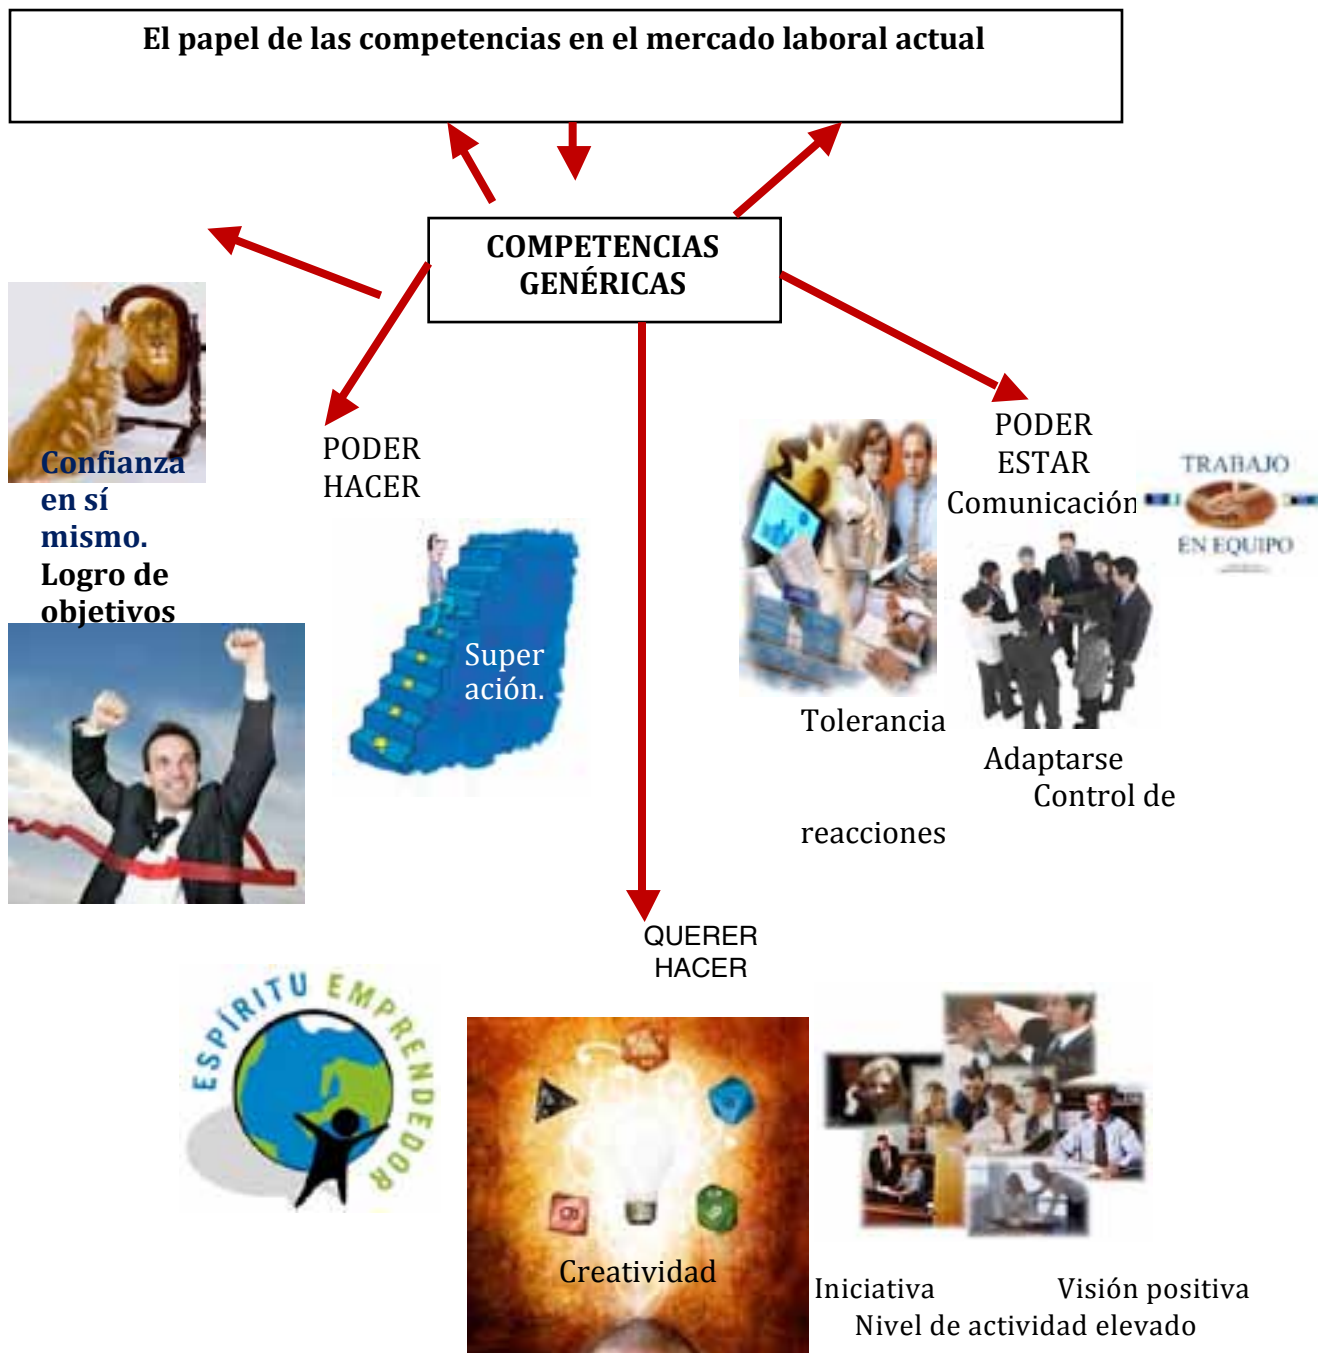 El papel de las competencias en el mercado laboral actual
COMPETENCIAS
GENÉRICAS
Confianza
en sí
mismo.
Logro de
objetivos
PODER
HACER
Super
ación.
PODER
ESTAR
Comunicación
TRABAJO
EN EQUIPO
Tolerancia
Adaptarse
Control de
reacciones
QUERER
HACER
ESPÍRITU EMPRENDEDOR
Creatividad
Iniciativa Visión positiva
Nivel de actividad elevado